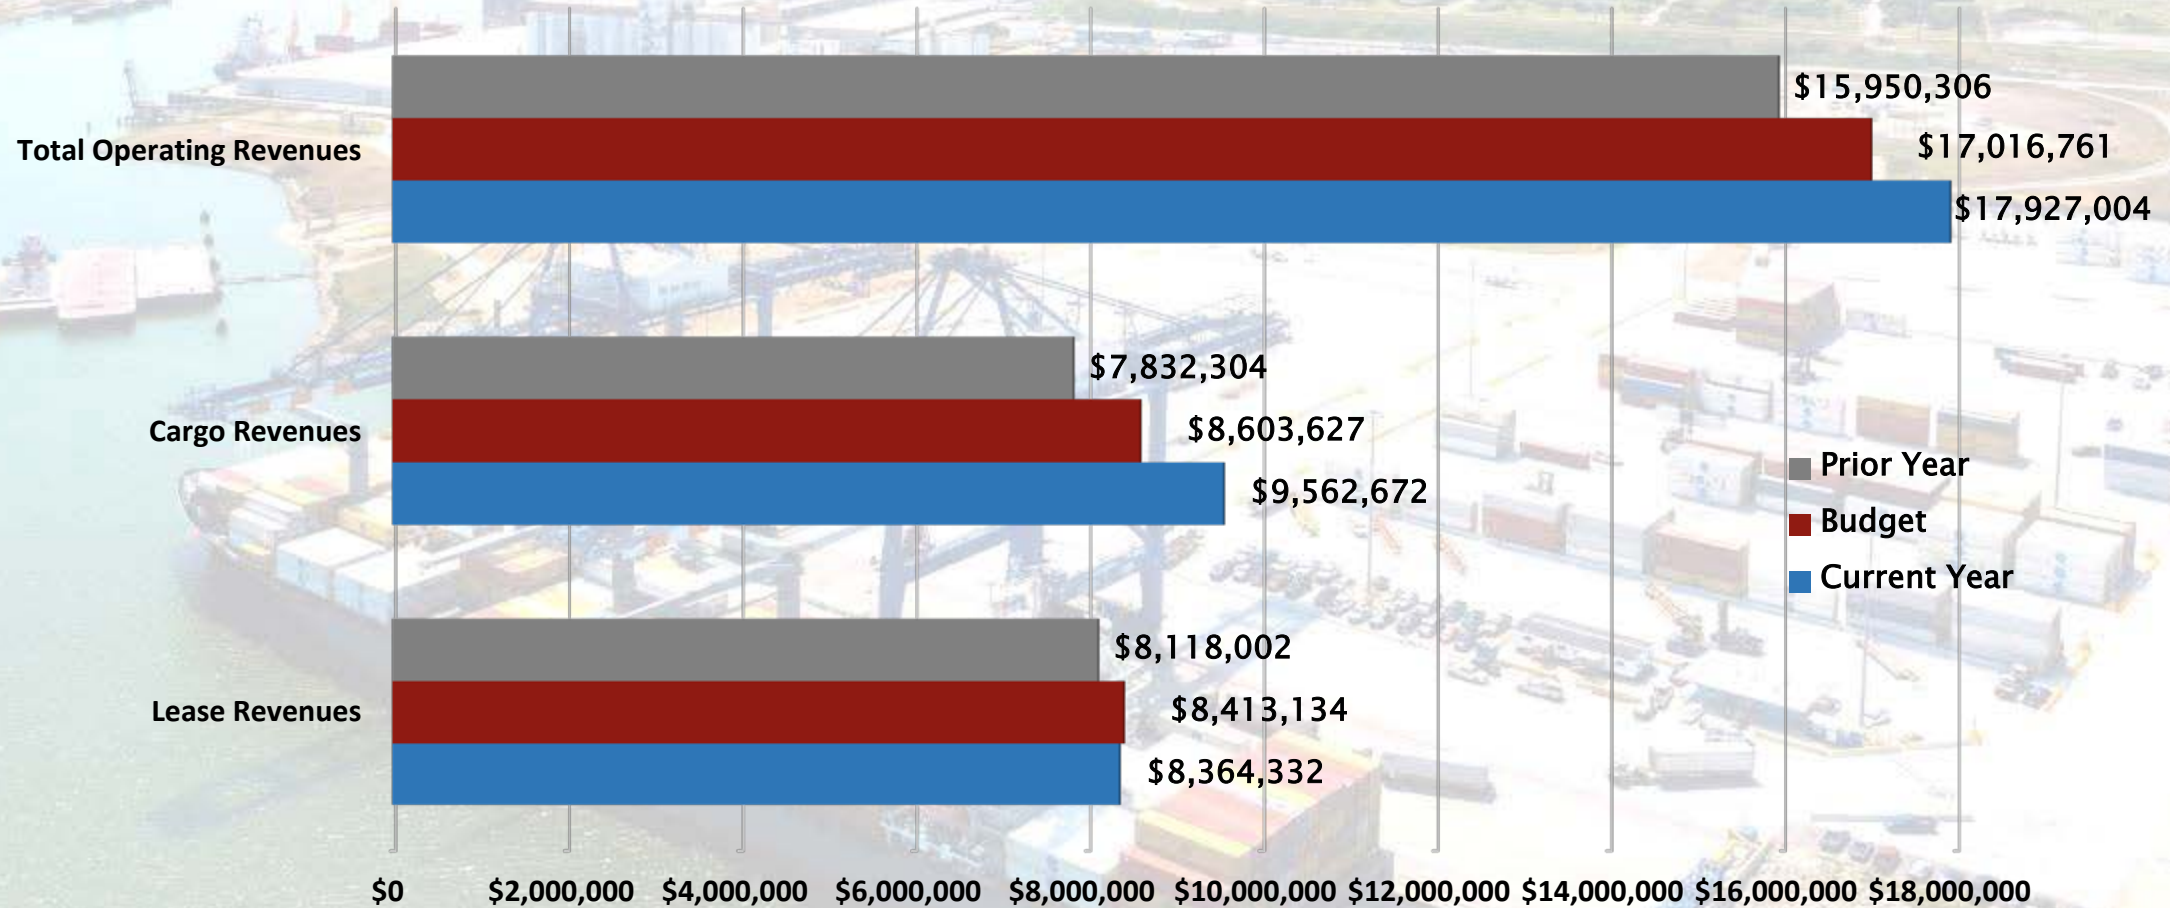 $15,950,306
Total Operating Revenues
$17,016,761
$17,927,004
$7,832,304
Cargo Revenues
$8,603,627
$9,562,672
Prior Year
Budget
Current Year
$8,118,002
Lease Revenues
$8,413,134
$8,364,332
$0 $2,000,000 $4,000,000 $6,000,000 $8,000,000 $10,000,000 $12,000,000 $14,000,000 $16,000,000 $18,000,000